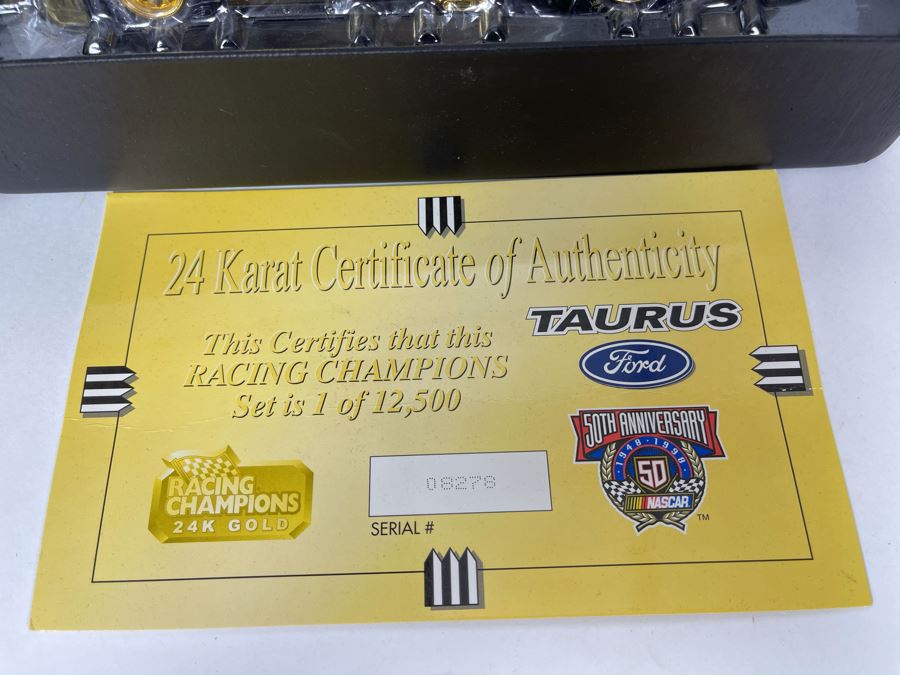 24 Karat Certificate of Authenticity
This Certifies that this
RACING CHAMPIONS
Set is 1 of 12,500
TAURUS
Ford
50TH ANNIVERSARY
1948 · 1998
50
NASCAR
TM
RACING
CHAMPIONS
24K GOLD
08278
SERIAL #